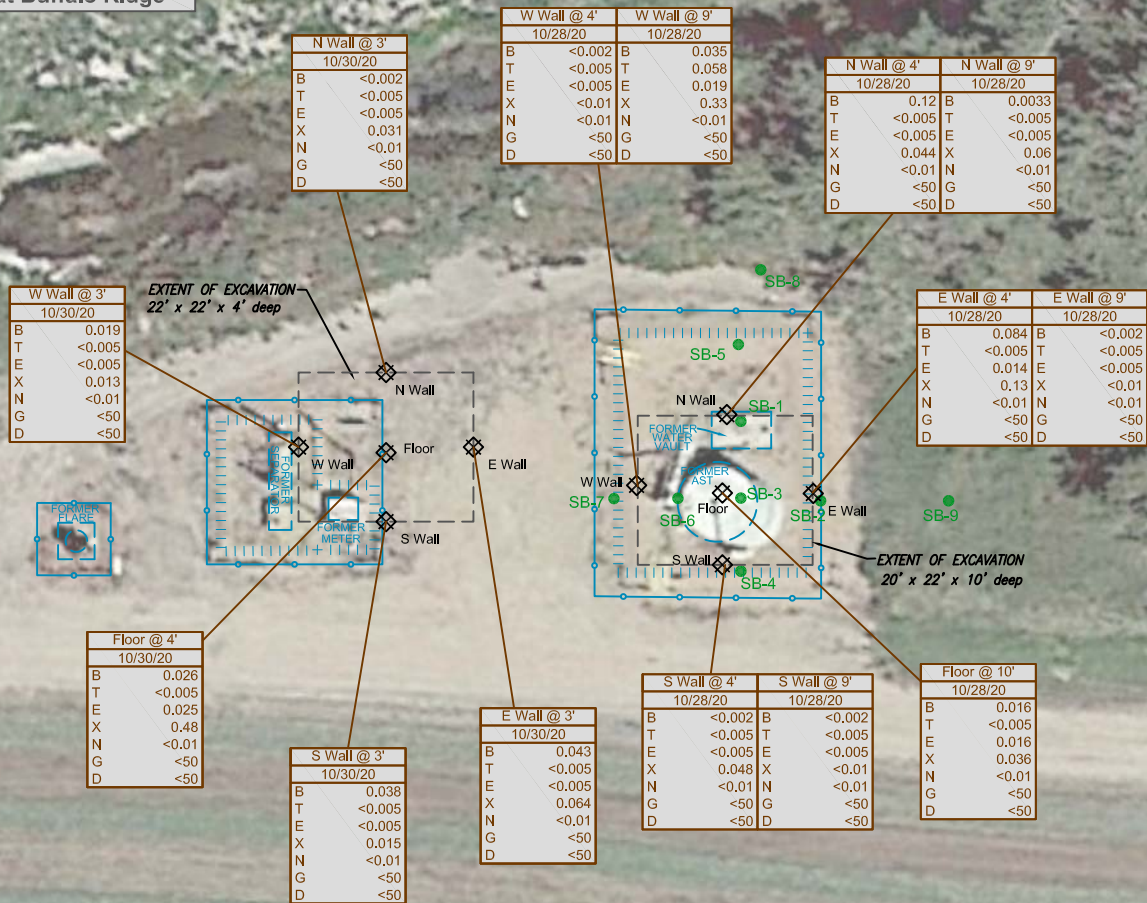 at Buffalo Ridge
N Wall @ 3'
10/30/20
B <0.002
T <0.005
E <0.005
X 0.031
N <0.01
G <50
D <50
W Wall @ 4' W Wall @ 9'
10/28/20 10/28/20
B <0.002 B 0.035
T <0.005 T 0.058
E <0.005 E 0.019
X <0.01 X 0.33
N <0.01 N <0.01
G <50 G <50
D <50 D <50
N Wall @ 4' N Wall @ 9'
10/28/20 10/28/20
B 0.12 B 0.0033
T <0.005 T <0.005
E <0.005 E <0.005
X 0.044 X 0.06
N <0.01 N <0.01
G <50 G <50
D <50 D <50
W Wall @ 3'
10/30/20
B 0.019
T <0.005
E <0.005
X 0.013
N <0.01
G <50
D <50
EXTENT OF EXCAVATION
22' x 22' x 4' deep
E Wall @ 4' E Wall @ 9'
10/28/20 10/28/20
B 0.084 B <0.002
T <0.005 T <0.005
E 0.014 E <0.005
X 0.13 X <0.01
N <0.01 N <0.01
G <50 G <50
D <50 D <50
SB-8
SB-5
N Wall
N Wall
SB-1
FORMER
WATER
VAULT
Floor
W Wall
E Wall
FORMER
SEPARATOR
FORMER
METER
S Wall
FORMER
FLARE
FORMER
AST
W Wall
SB-7
SB-6
SB-3
Floor
SB-2
E Wall
SB-9
S Wall
SB-4
EXTENT OF EXCAVATION
20' x 22' x 10' deep
Floor @ 4'
10/30/20
B 0.026
T <0.005
E 0.025
X 0.48
N <0.01
G <50
D <50
S Wall @ 3'
10/30/20
B 0.038
T <0.005
E <0.005
X 0.015
N <0.01
G <50
D <50
E Wall @ 3'
10/30/20
B 0.043
T <0.005
E <0.005
X 0.064
N <0.01
G <50
D <50
S Wall @ 4' S Wall @ 9'
10/28/20 10/28/20
B <0.002 B <0.002
T <0.005 T <0.005
E <0.005 E <0.005
X 0.048 X <0.01
N <0.01 N <0.01
G <50 G <50
D <50 D <50
Floor @ 10'
10/28/20
B 0.016
T <0.005
E 0.016
X 0.036
N <0.01
G <50
D <50